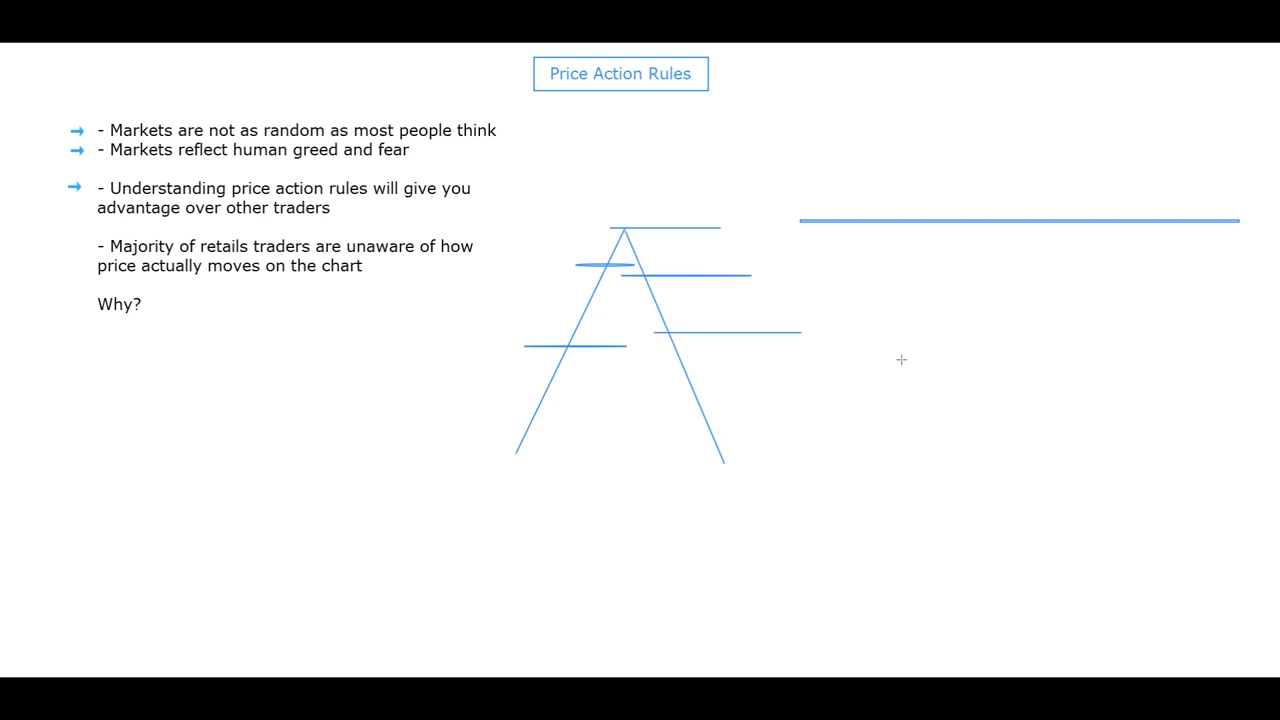 Price Action Rules
- Markets are not as random as most people think
- Markets reflect human greed and fear
- Understanding price action rules will give you
advantage over other traders
- Majority of retails traders are unaware of how
price actually moves on the chart
Why?